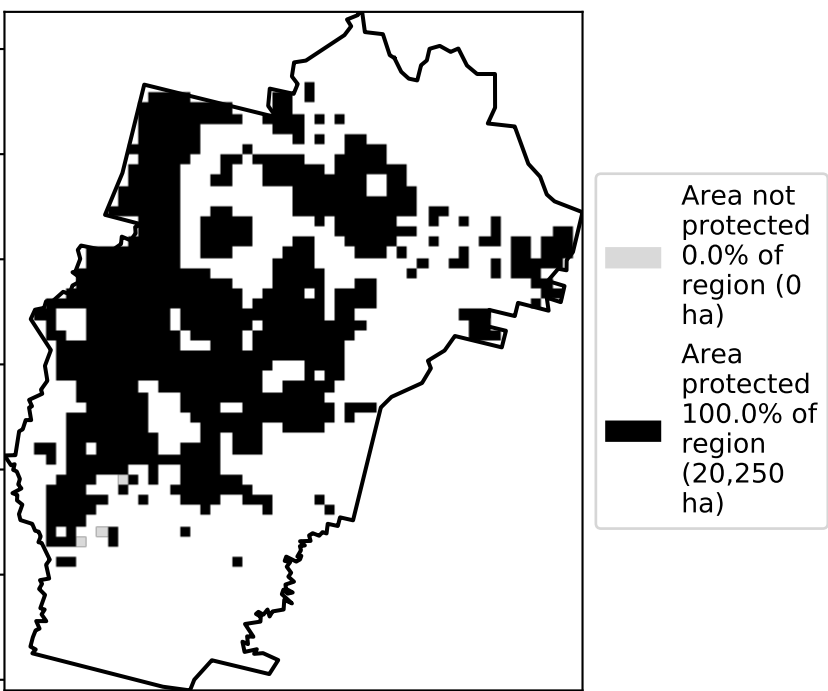 Area not
protected
0.0% of
region (0
ha)
Area
protected
100.0% of
region
(20,250
ha)